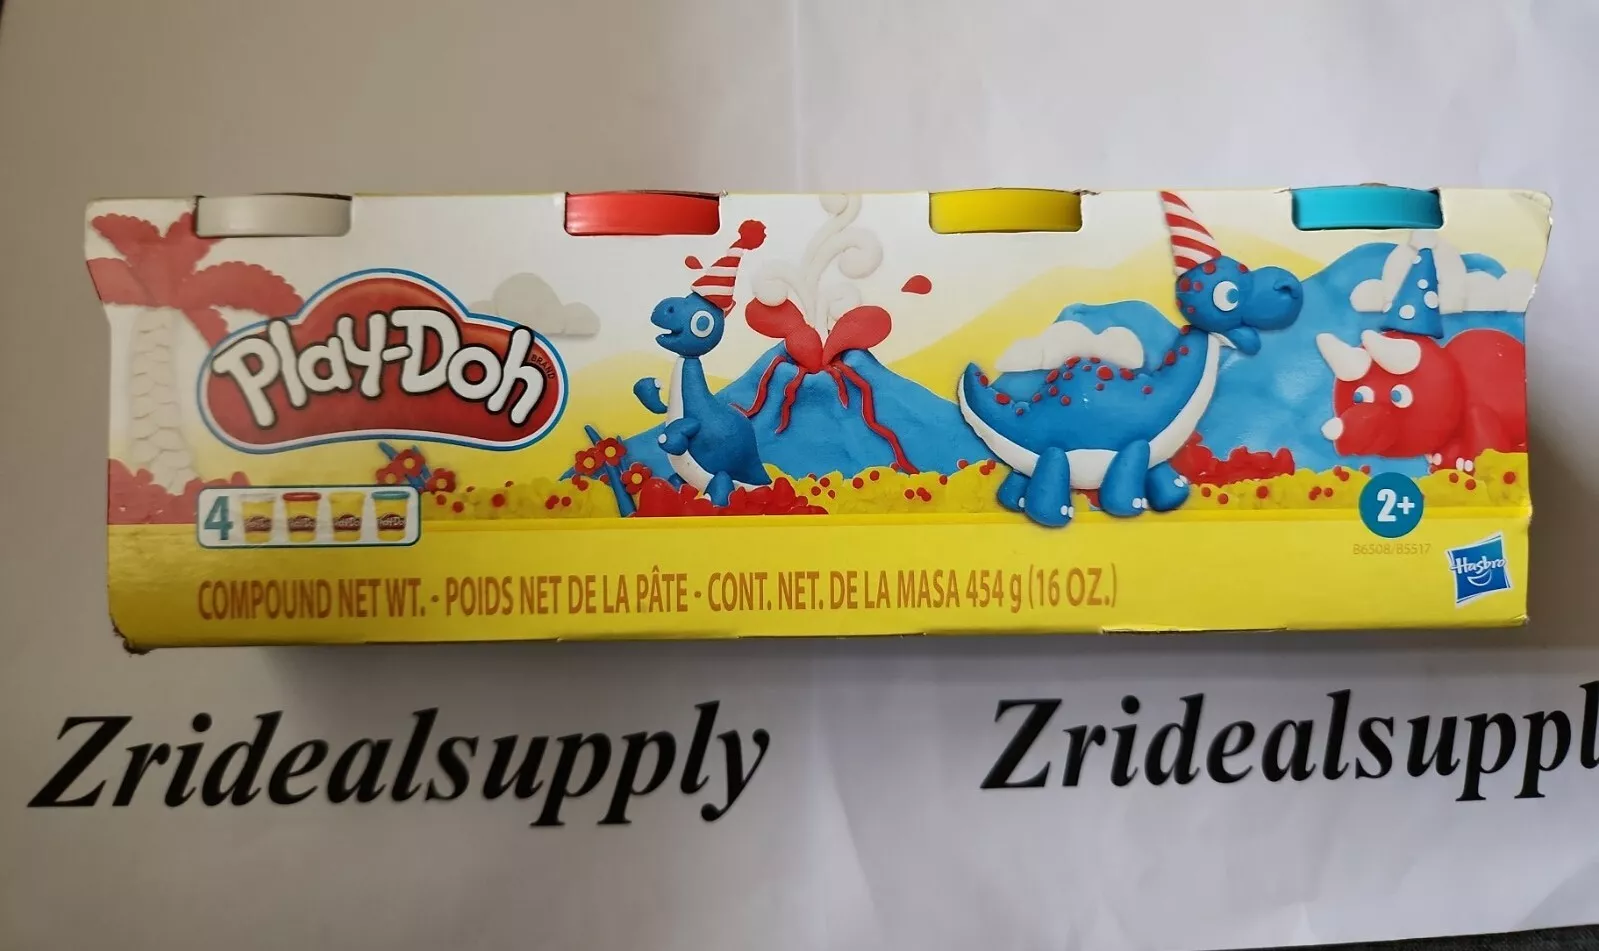 Play-Doh
BRAND
4
2+
B6508/B5517
Hasbro
COMPOUND NET WT. - POIDS NET DE LA PÂTE - CONT. NET. DE LA MASA 454 g (16 OZ.)
Zridealsupply
Zridealsuppl